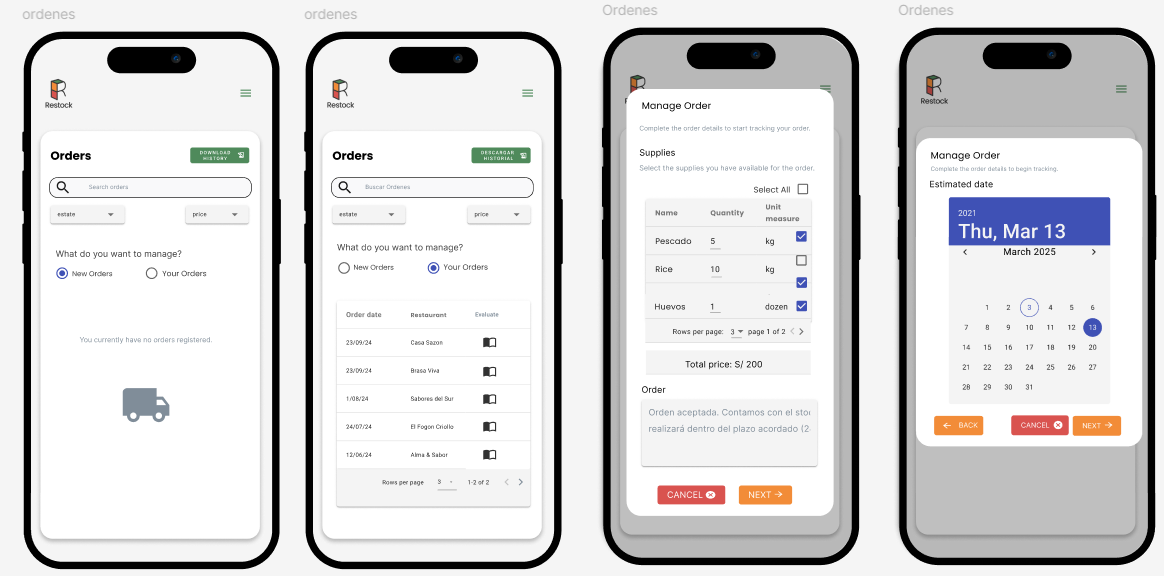 ordenes
Restock
Orders
DOWNLOAD
HISTORY
Search orders
estate
price
What do you want to manage?
New Orders
Your Orders
You currently have no orders registered.
ordenes
Restock
Orders
DESCARGAR
HISTORIAL
Buscar Ordenes
estate
price
What do you want to manage?
New Orders
Your Orders
Order date Restaurant Evaluate
23/09/24 Casa Sazon
23/09/24 Brasa Viva
1/08/24 Sabores del Sur
24/07/24 El Fogon Criollo
12/06/24 Alma & Sabor
Rows per page 3 1-2 of 2
Ordenes
Manage Order
Complete the order details to start tracking your order.
Supplies
Select the supplies you have available for the order.
Select All
Name Quantity Unit
measure
Pescado 5 kg
Rice 10 kg
Huevos 1 dozen
Rows per page: 3 page 1 of 2
Total price: S/ 200
Order
Orden aceptada. Contamos con el sto
realizará dentro del plazo acordado (2
CANCEL
NEXT
Ordenes
Restock
Manage Order
Complete the order details to begin tracking.
Estimated date
2021
Thu, Mar 13
March 2025
1 2 3 4 5 6
7 8 9 10 11 12 13
14 15 16 17 18 19 20
21 22 23 24 25 26 27
28 29 30 31
BACK
CANCEL
NEXT